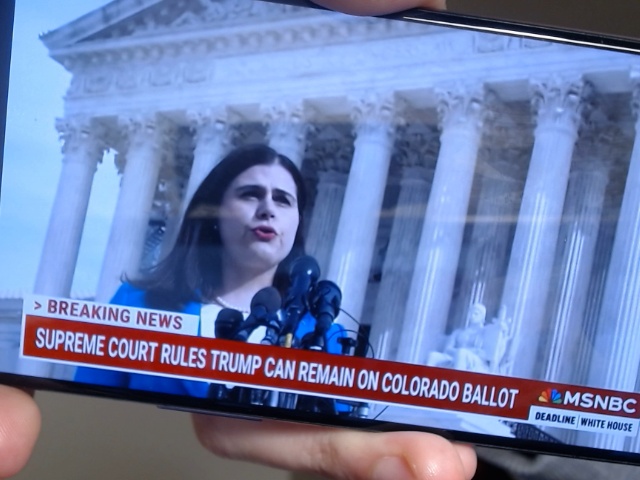 > BREAKING NEWS
SUPREME COURT RULES TRUMP CAN REMAIN ON COLORADO BALLOT
MSNBC
DEADLINE | WHITE HOUSE